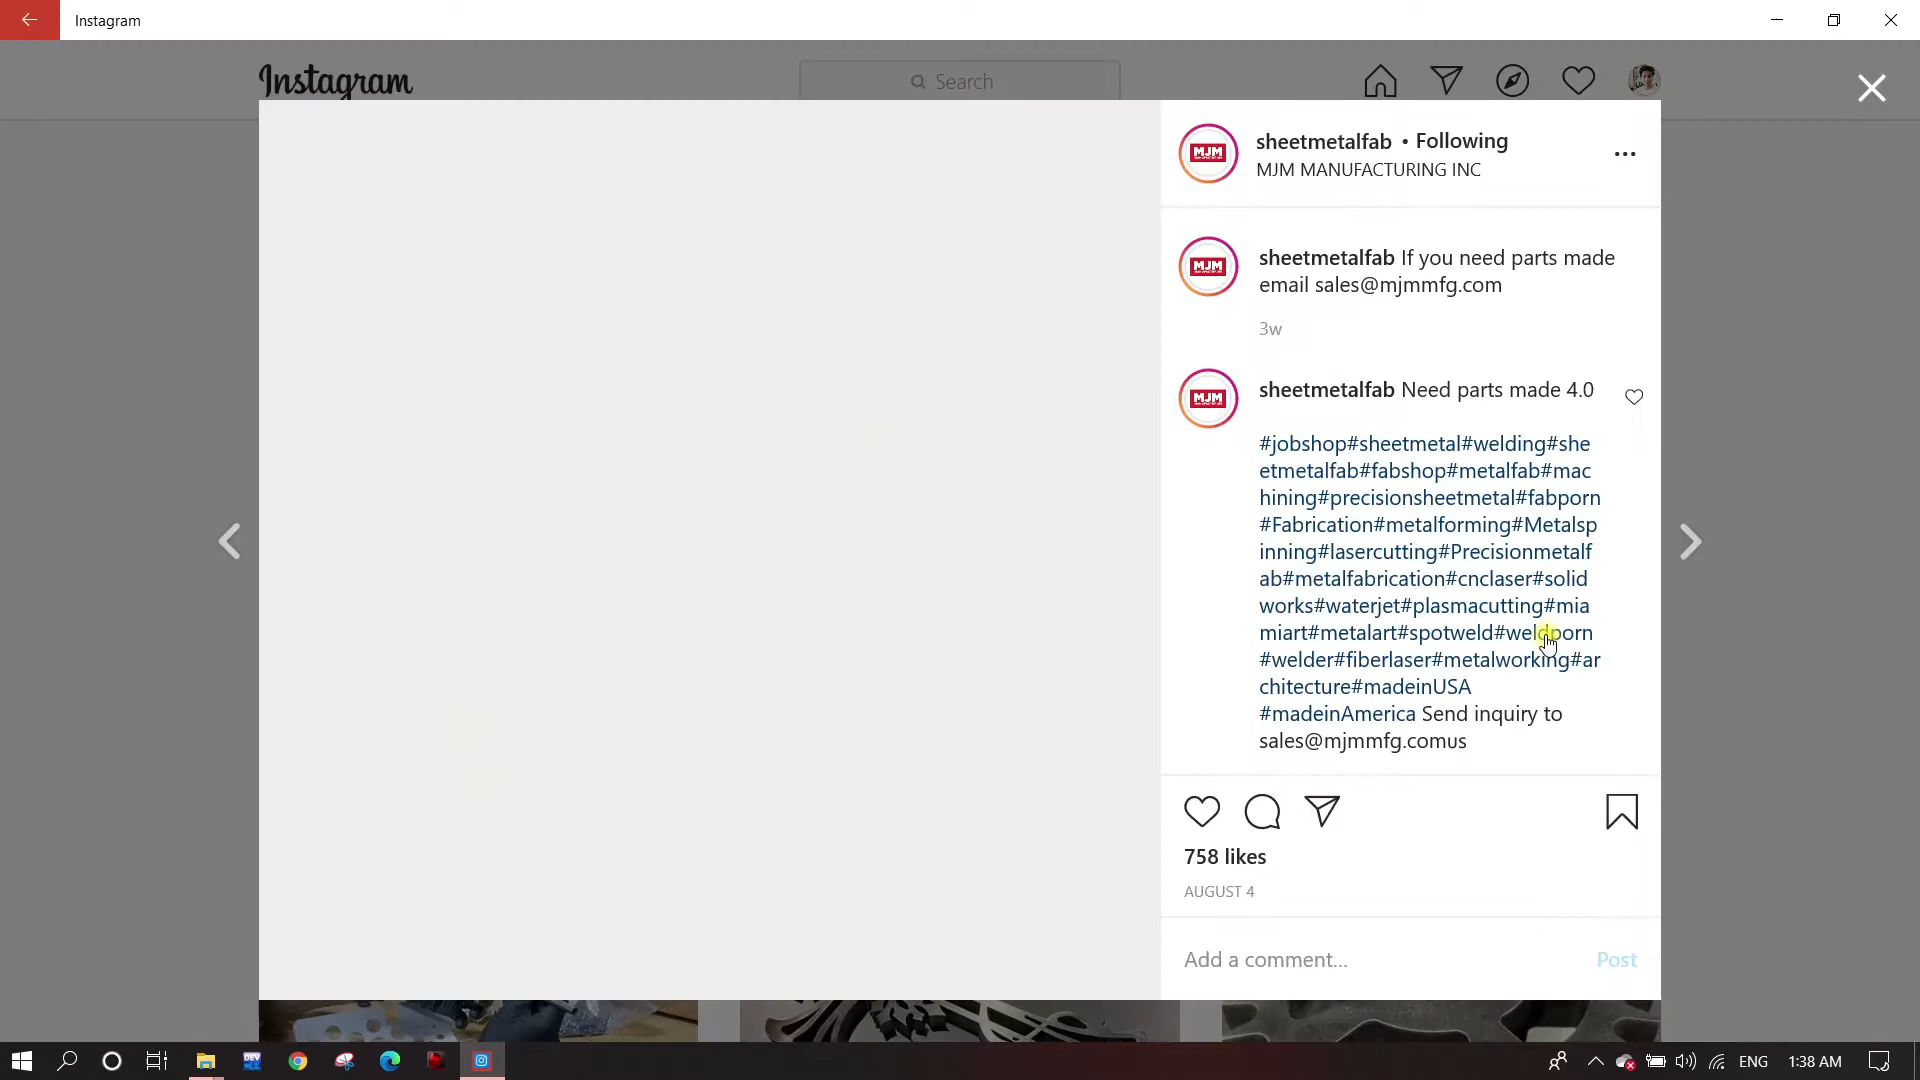 Instagram
Instagram
Search
sheetmetalfab • Following
MJM MANUFACTURING INC
MJM
MJM
sheetmetalfab If you need parts made
email sales@mjmmfg.com
3w
MJM
sheetmetalfab Need parts made 4.0
#jobshop#sheetmetal#welding#she
etmetalfab#fabshop#metalfab#mac
hining#precisionsheetmetal#fabporn
#Fabrication#metalforming#Metalsp
inning#lasercutting#Precisionmetalf
ab#metalfabrication#cnclaser#solid
works#waterjet#plasmacutting#mia
miart#metalart#spotweld#weldporn
#welder#fiberlaser#metalworking#ar
chitecture#madeinUSA
#madeinAmerica Send inquiry to
sales@mjmmfg.comus
758 likes
AUGUST 4
Add a comment...
Post
DEV
ENG
1:38 AM